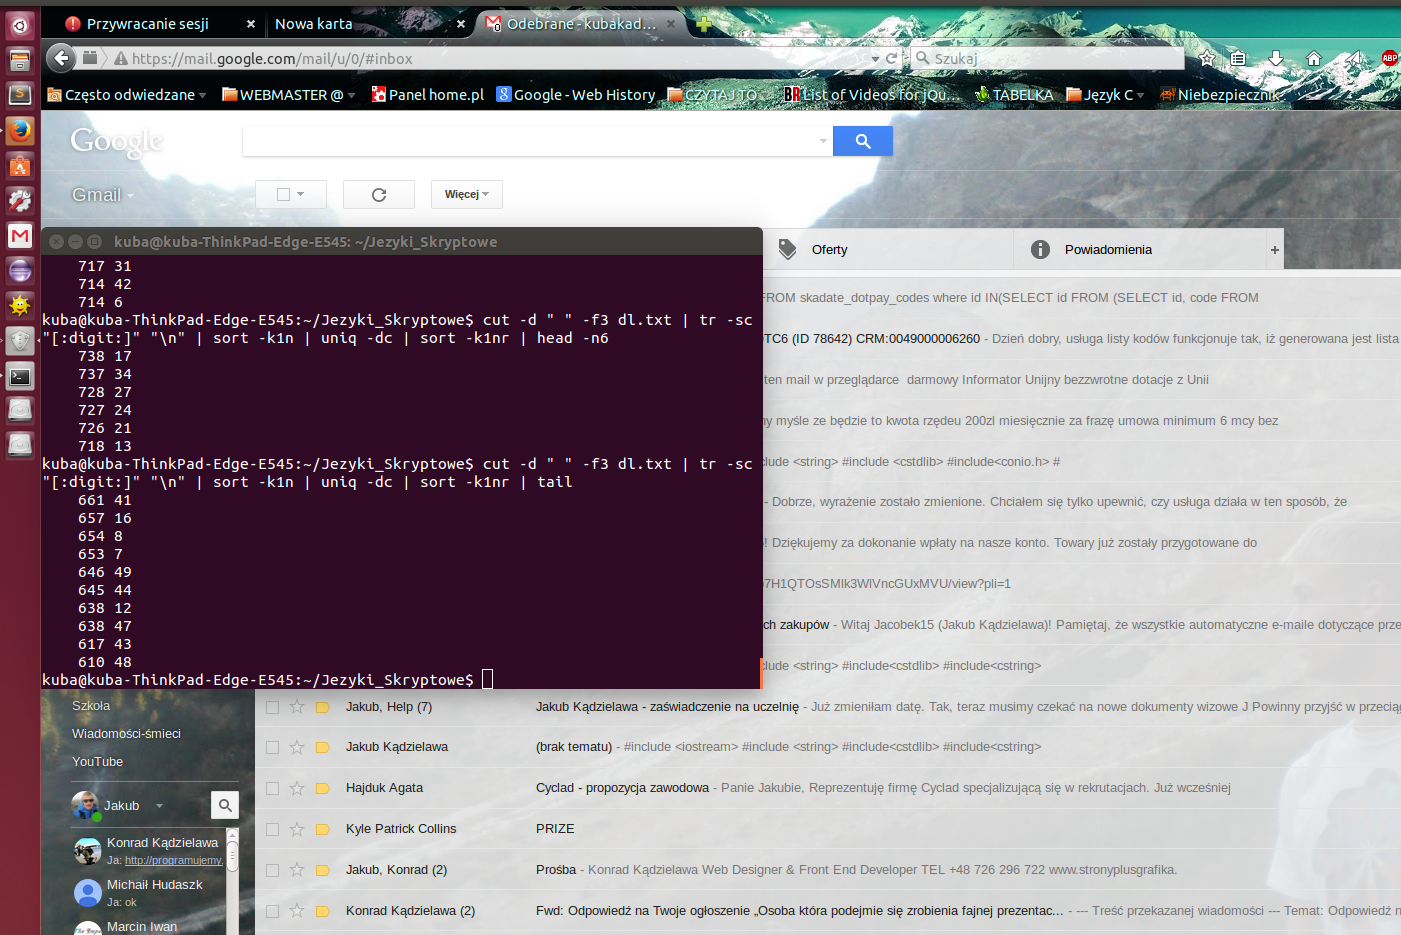 Przywracanie sesji
Nowa karta
Odebrane - kubakad...
https://mail.google.com/mail/u/0/#inbox
Szukaj
ABP
Często odwiedzane
WEBMASTER @
Panel home.pl
Google - Web History
CZYTAJ TO
List of Videos for jQu...
TABELKA
Język C
Niebezpiecznik
Google
Gmail
Więcej
kuba@kuba-ThinkPad-Edge-E545: ~/Jezyki_Skryptowe
717 31
714 42
714 6
kuba@kuba-ThinkPad-Edge-E545:~/Jezyki_Skryptowe$ cut -d " " -f3 dl.txt | tr -sc
"[:digit:]" "\n" | sort -k1n | uniq -dc | sort -k1nr | head -n6
738 17
737 34
728 27
727 24
726 21
718 13
kuba@kuba-ThinkPad-Edge-E545:~/Jezyki_Skryptowe$ cut -d " " -f3 dl.txt | tr -sc
"[:digit:]" "\n" | sort -k1n | uniq -dc | sort -k1nr | tail
661 41
657 16
654 8
653 7
646 49
645 44
638 12
638 47
617 43
610 48
kuba@kuba-ThinkPad-Edge-E545:~/Jezyki_Skryptowe$
Oferty
Powiadomienia
+
FROM skadate_dotpay_codes where id IN(SELECT id FROM (SELECT id, code FROM
TC6 (ID 78642) CRM:0049000006260 - Dzień dobry, usługa listy kodów funkcjonuje tak, iż generowana jest lista
ten mail w przeglądarce darmowy Informator Unijny bezzwrotne dotacje z Unii
ny myśle ze będzie to kwota rzędeu 200zl miesięcznie za frazę umowa minimum 6 mcy bez
clude <string> #include <cstdlib> #include<conio.h> #
- Dobrze, wyrażenie zostało zmienione. Chciałem się tylko upewnić, czy usługa działa w ten sposób, że
! Dziękujemy za dokonanie wpłaty na nasze konto. Towary już zostały przygotowane do
7H1QTOsSMlk3WlVncGUxMVU/view?pli=1
ch zakupów - Witaj Jacobek15 (Jakub Kądzielawa)! Pamiętaj, że wszystkie automatyczne e-maile dotyczące prze
clude <string> #include<cstdlib> #include<cstring>
Jakub, Help (7) Jakub Kądzielawa - zaświadczenie na uczelnię - Już zmieniłam datę. Tak, teraz musimy czekać na nowe dokumenty wizowe J Powinny przyjść w przecią
Jakub Kądzielawa (brak tematu) - #include <iostream> #include <string> #include<cstdlib> #include<cstring>
Hajduk Agata Cyclad - propozycja zawodowa - Panie Jakubie, Reprezentuję firmę Cyclad specjalizującą się w rekrutacjach. Już wcześniej
Kyle Patrick Collins PRIZE
Jakub, Konrad (2) Prośba - Konrad Kądzielawa Web Designer & Front End Developer TEL +48 726 296 722 www.stronyplusgrafika.
Konrad Kądzielawa (2) Fwd: Odpowiedź na Twoje ogłoszenie „Osoba która podejmie się zrobienia fajnej prezentac... - --- Treść przekazanej wiadomości --- Temat: Odpowiedź n
Szkoła
Wiadomości-śmieci
YouTube
Jakub
Konrad Kądzielawa
Ja: http://programujemy.
Michaił Hudaszk
Ja: ok
Marcin Iwan